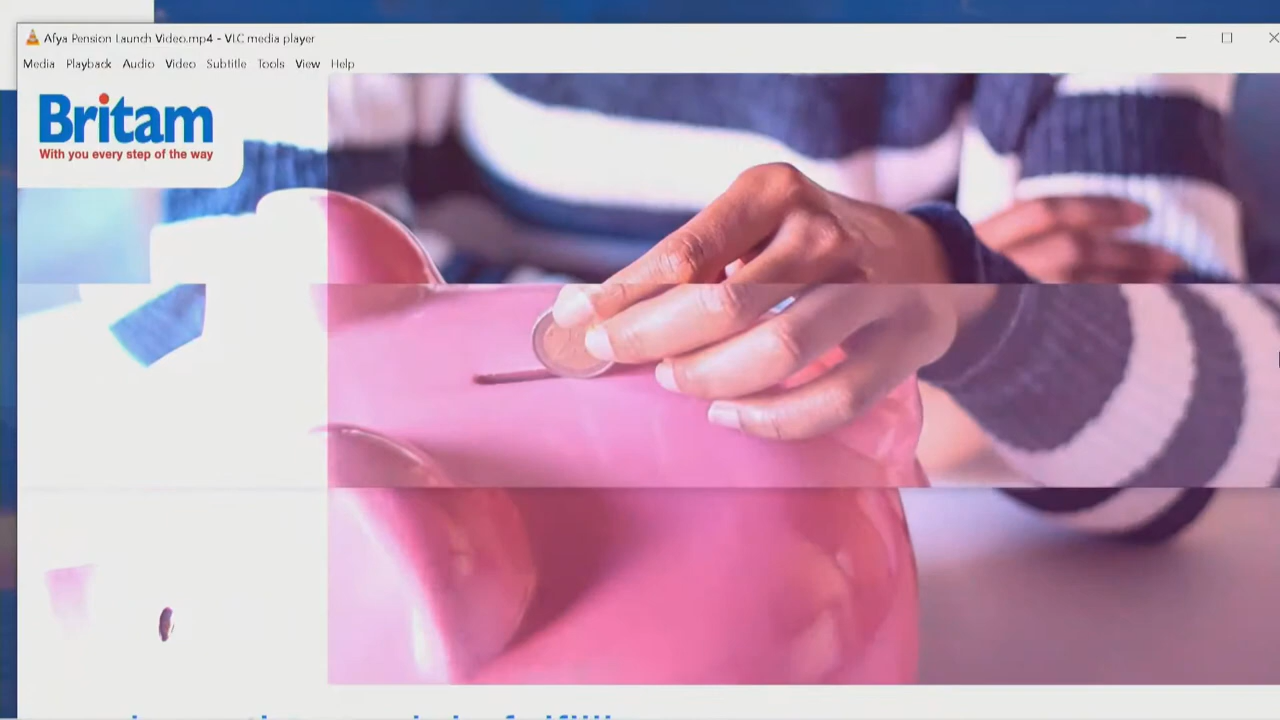 Afya Pension Launch Video.mp4 - VLC media player
Media Playback Audio Video Subtitle Tools View Help
Britam
With you every step of the way